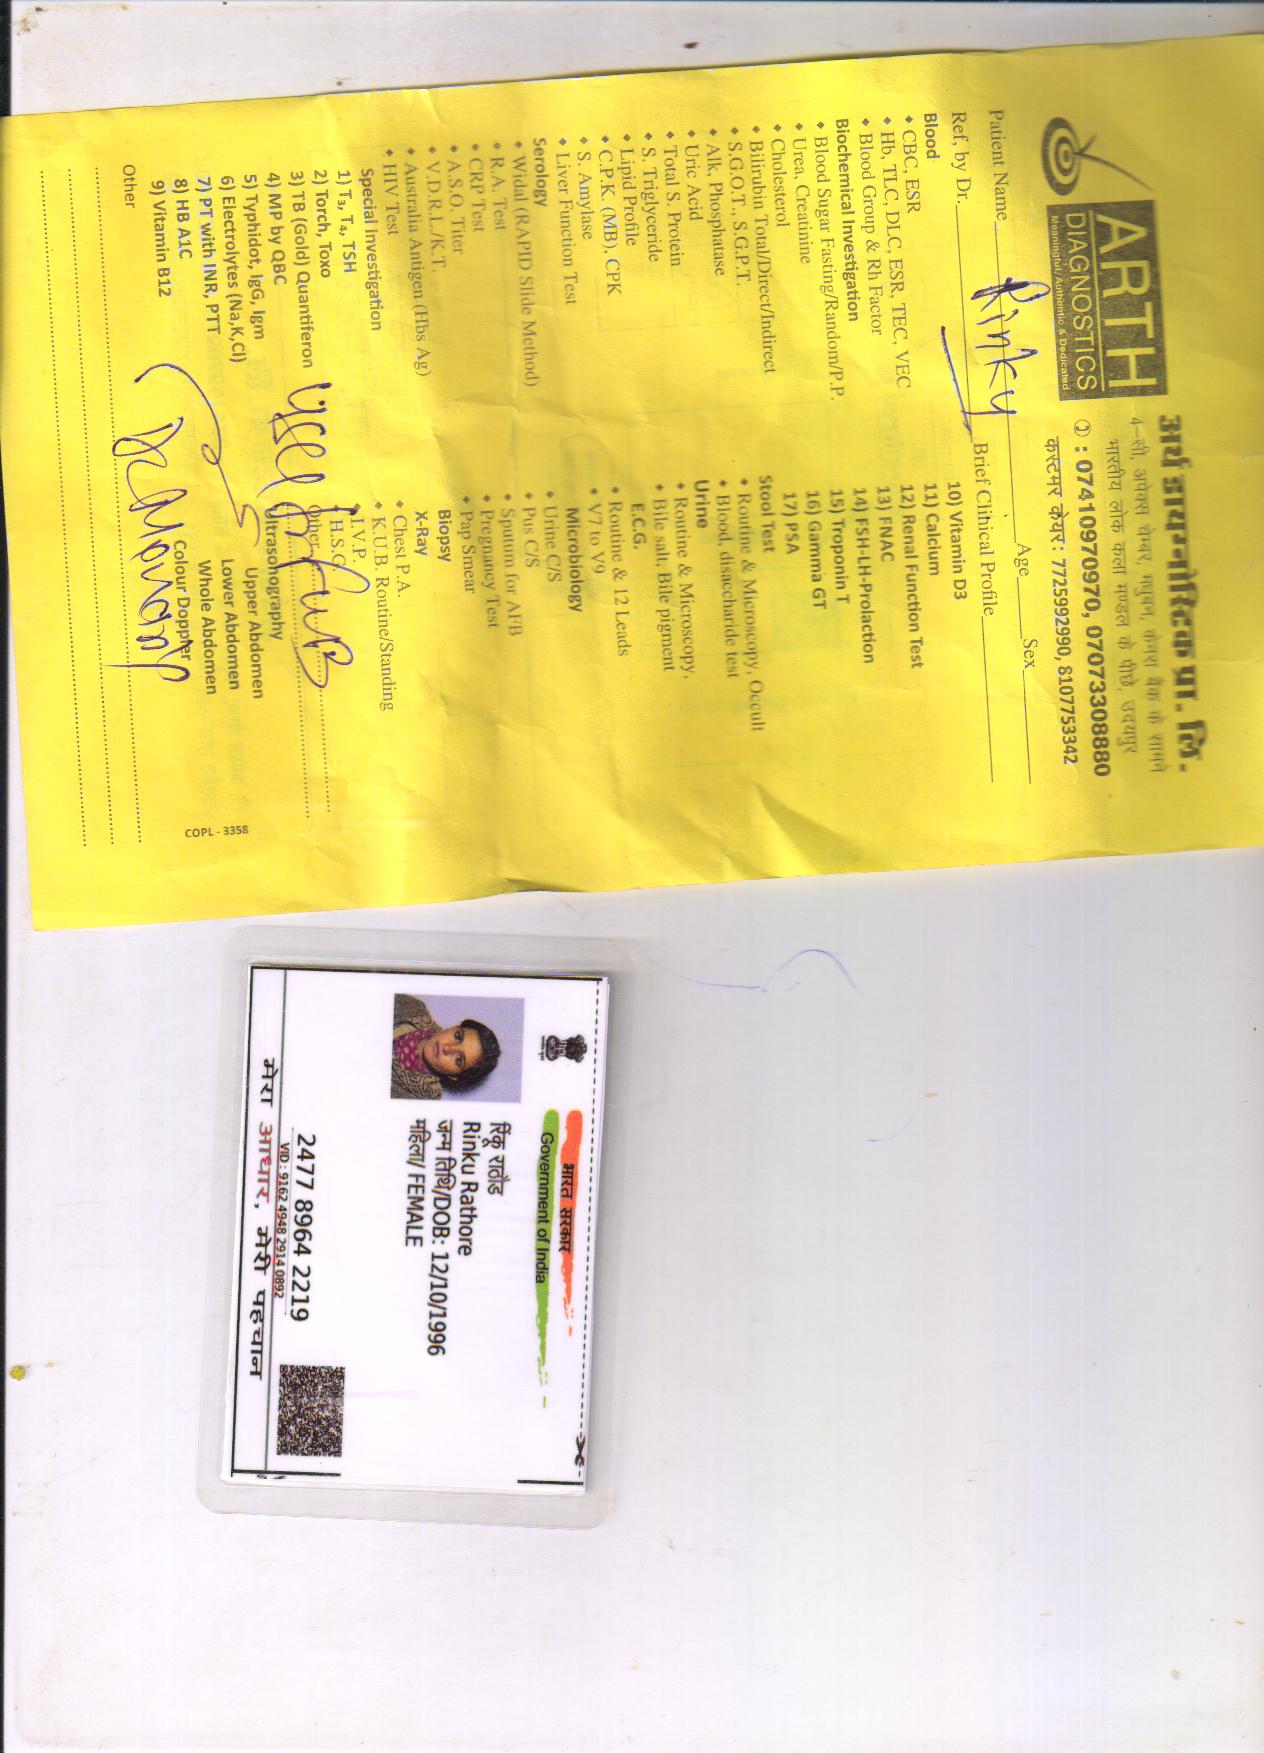 ARTH
DIAGNOSTICS
Meaningful, Authentic & Dedicated
अर्थ डायग्नोस्टिक प्रा. लि.
4-सी, अपेक्स चेम्बर, मधुबन, केनरा बैंक के सामने
भारतीय लोक कला मण्डल के पीछे, उदयपुर
: 07410970970, 07073308880
कस्टमर केयर : 7725992990, 8107753342
Patient Name Rinky Age Sex
Ref, by Dr. Brief Clinical Profile
Blood
• CBC, ESR
• Hb, TLC, DLC, ESR, TEC, VEC
• Blood Group & Rh Factor
Biochemical Investigation
• Blood Sugar Fasting/Random/P.P.
• Urea, Creatinine
• Cholesterol
• Bilirubin Total/Direct/Indirect
• S.G.O.T., S.G.P.T.
• Alk, Phosphatase
• Uric Acid
• Total S. Protein
• S. Triglyceride
• Lipid Profile
• C.P.K. (MB), CPK
• S. Amylase
• Liver Function Test
Serology
• Widal (RAPID Slide Method)
• R.A. Test
• CRP Test
• A.S.O. Titer
• V.D.R.L./K.T.
• Australia Antigen (Hbs Ag)
• HIV Test
Special Investigation
1) T₃, T₄, TSH
2) Torch, Toxo
3) TB (Gold) Quantiferon
4) MP by QBC
5) Typhidot, IgG, Igm
6) Electrolytes (Na,K,Cl)
7) PT with INR, PTT
8) HB A1C
9) Vitamin B12
Other
10) Vitamin D3
11) Calcium
12) Renal Function Test
13) FNAC
14) FSH-LH-Prolaction
15) Troponin T
16) Gamma GT
17) PSA
Stool Test
• Routine & Microscopy, Occult
• Blood, disaccharide test
Urine
• Routine & Microscopy,
• Bile salt, Bile pigment
E.C.G.
• Routine & 12 Leads
• V7 to V9
Microbiology
• Urine C/S
• Pus C/S
• Sputum for AFB
• Pregnancy Test
• Pap Smear
Biopsy
X-Ray
• Chest P.A.
• K.U.B. Routine/Standing
• I.V.P.
• H.S.G.
Other
Ultrasonography
Upper Abdomen
Lower Abdomen
Whole Abdomen
Colour Doppler
COPL - 3358
भारत सरकार
Government of India
रिंकू राठौड
Rinku Rathore
जन्म तिथि/DOB: 12/10/1996
महिला/ FEMALE
2477 8964 2219
VID : 9162 4948 2914 0892
मेरा आधार, मेरी पहचान